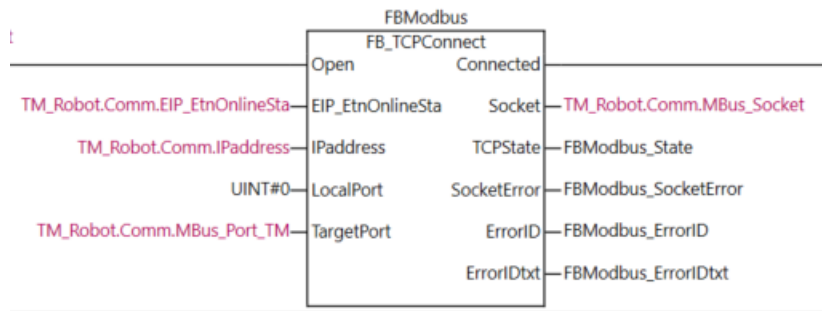 FBModbus
FB_TCPConnect
Open Connected
TM_Robot.Comm.EIP_EtnOnlineSta EIP_EtnOnlineSta Socket TM_Robot.Comm.MBus_Socket
TM_Robot.Comm.IPaddress IPaddress TCPState FBModbus_State
UINT#0 LocalPort SocketError FBModbus_SocketError
TM_Robot.Comm.MBus_Port_TM TargetPort ErrorID FBModbus_ErrorID
ErrorIDtxt FBModbus_ErrorIDtxt